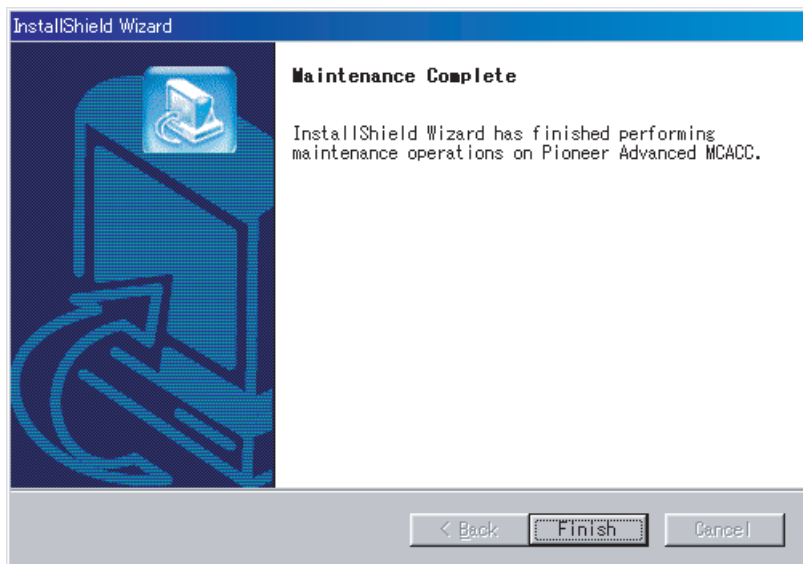 InstallShield Wizard
Maintenance Complete
InstallShield Wizard has finished performing
maintenance operations on Pioneer Advanced MCACC.
< Back
Finish
Cancel